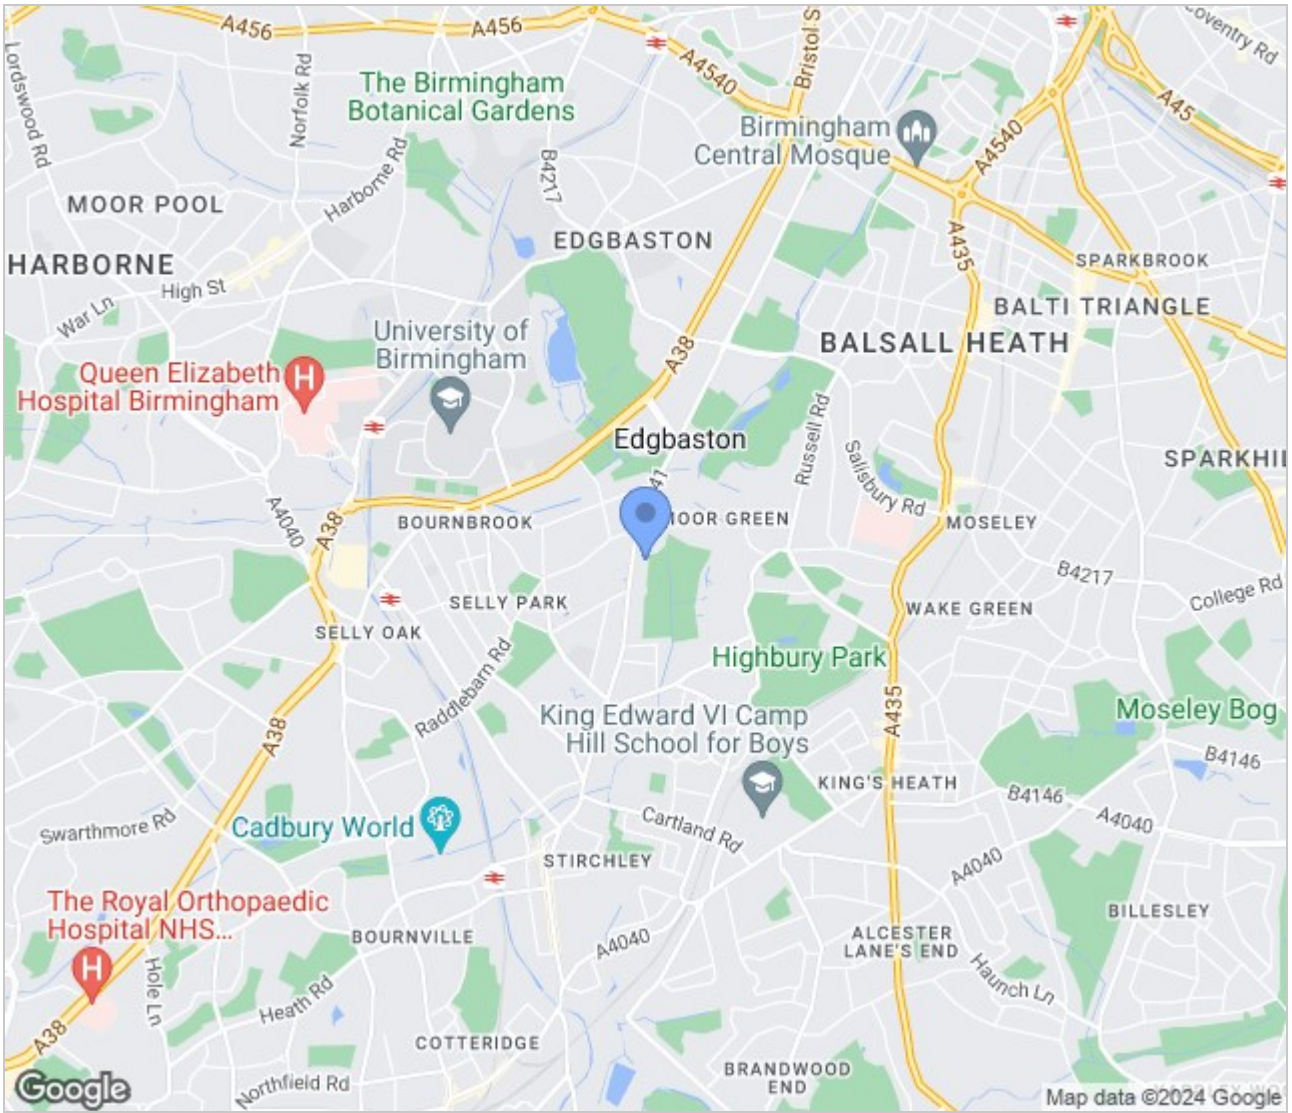 A456
A456
Lordswood Rd
Norfolk Rd
The Birmingham
Botanical Gardens
A4540
Bristol S
Coventry Rd
A45
Birmingham
Central Mosque
A4540
B4217
Harborne Rd
MOOR POOL
EDGBASTON
A435
SPARKBROOK
HARBORNE
High St
War Ln
BALTI TRIANGLE
University of
Birmingham
A38
BALSALL HEATH
Queen Elizabeth
Hospital Birmingham
H
Edgbaston
Russell Rd
Salisbury Rd
SPARKHIL
41
A4040
A38
BOURNBROOK
MOOR GREEN
MOSELEY
B4217
College Rd
SELLY PARK
WAKE GREEN
SELLY OAK
Raddlebarn Rd
Highbury Park
A38
King Edward VI Camp
Hill School for Boys
A435
Moseley Bog
B4146
KING'S HEATH
B4146
A4040
Swarthmore Rd
Cadbury World
Cartland Rd
STIRCHLEY
A4040
The Royal Orthopaedic
Hospital NHS...
H
BILLESLEY
BOURNVILLE
A4040
ALCESTER
LANE'S END
Hole Ln
Heath Rd
Haunch Ln
A38
COTTERIDGE
BRANDWOOD
END
Northfield Rd
Google
Map data ©2024 Google